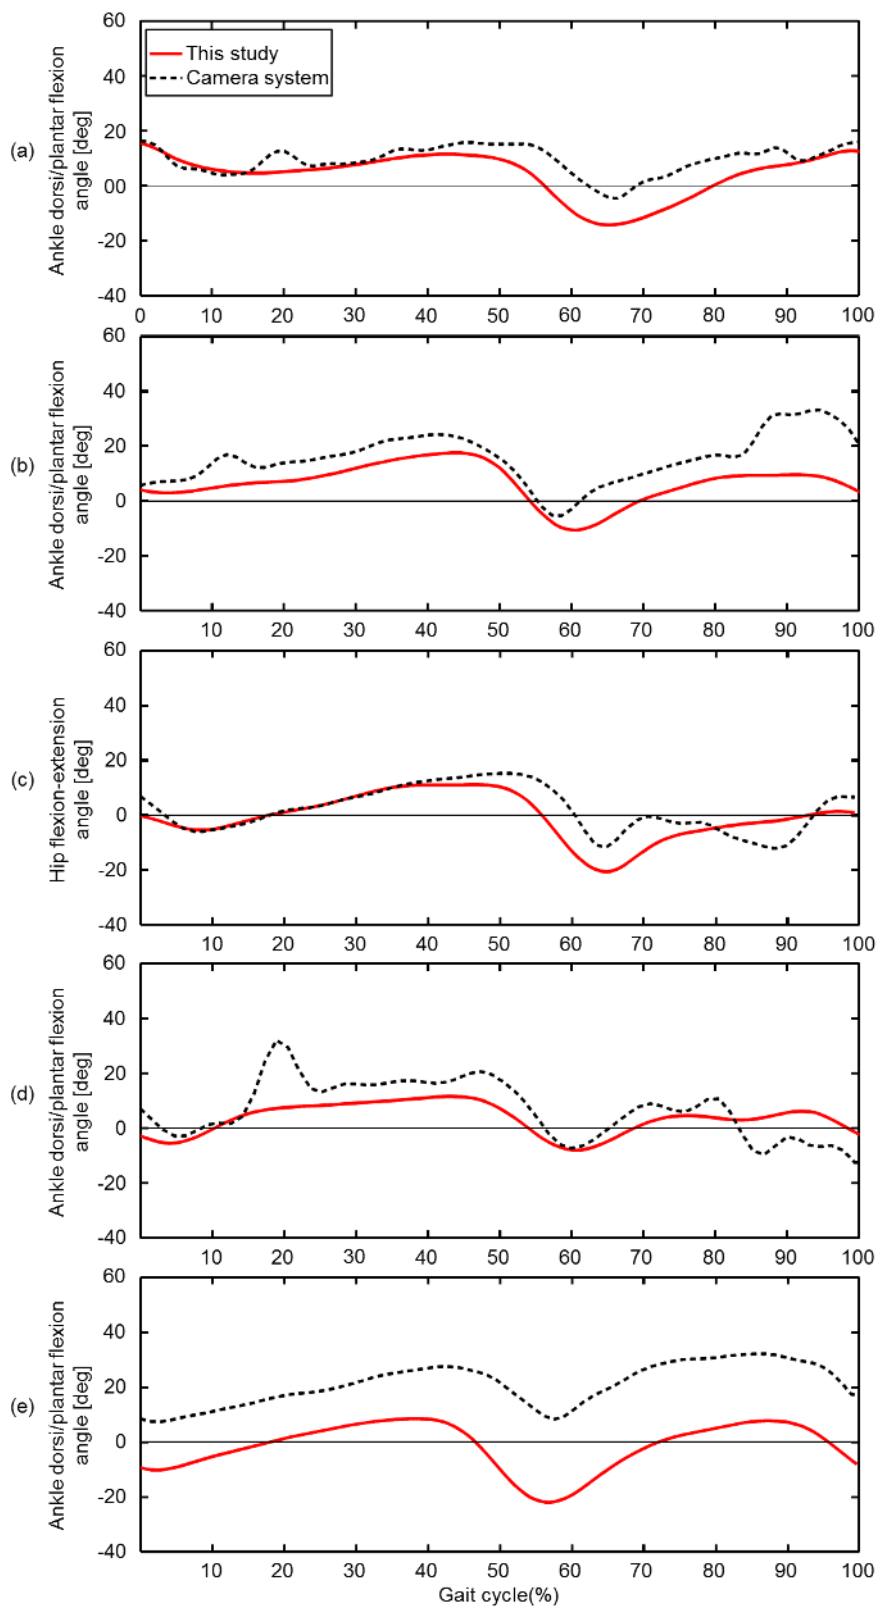 60
This study
Camera system
40
20
00
-20
-40
(a)
Ankle dorsi/plantar flexion
angle [deg]
0 10 20 30 40 50 60 70 80 90 100
60
40
20
0
-20
-40
(b)
Ankle dorsi/plantar flexion
angle [deg]
10 20 30 40 50 60 70 80 90 100
60
40
20
0
-20
-40
(c)
Hip flexion-extension
angle [deg]
10 20 30 40 50 60 70 80 90 100
60
40
20
0
-20
-40
(d)
Ankle dorsi/plantar flexion
angle [deg]
10 20 30 40 50 60 70 80 90 100
60
40
20
0
-20
-40
(e)
Ankle dorsi/plantar flexion
angle [deg]
10 20 30 40 50 60 70 80 90 100
Gait cycle(%)